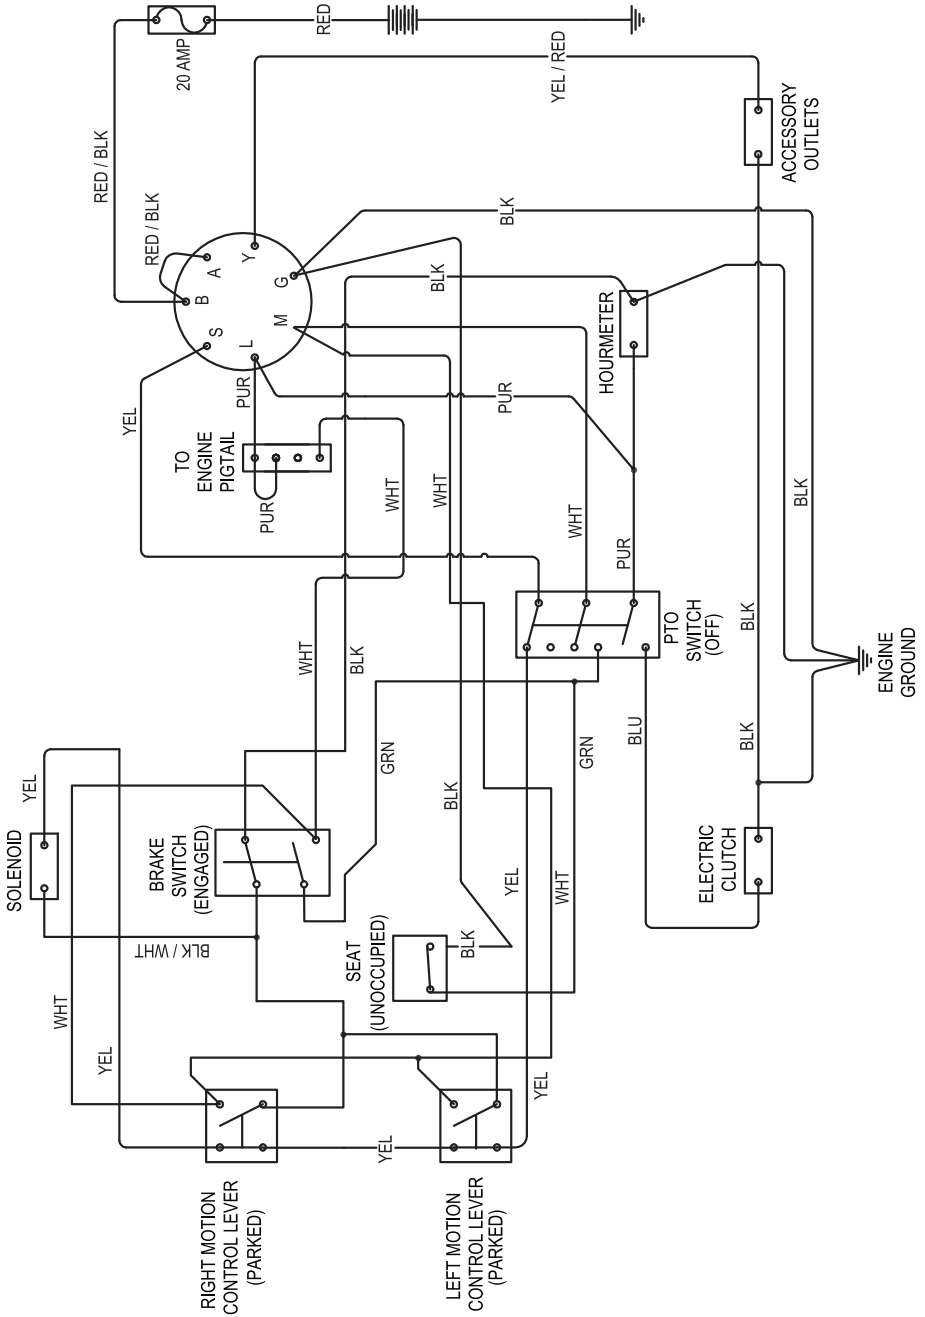 RED
20 AMP
YEL / RED
RED / BLK
RED / BLK
ACCESSORY
OUTLETS
BLK
A
Y
B
G
S
M
L
BLK
HOURMETER
PUR
PUR
YEL
TO
ENGINE
PIGTAIL
PUR
WHT
WHT
WHT
BLK
PUR
PTO
SWITCH
(OFF)
BLK
ENGINE
GROUND
WHT
BLK
GRN
GRN
BLU
BLK
YEL
SOLENOID
BRAKE
SWITCH
(ENGAGED)
BLK
YEL
WHT
ELECTRIC
CLUTCH
BLK / WHT
SEAT
(UNOCCUPIED)
BLK
WHT
YEL
YEL
YEL
RIGHT MOTION
CONTROL LEVER
(PARKED)
LEFT MOTION
CONTROL LEVER
(PARKED)